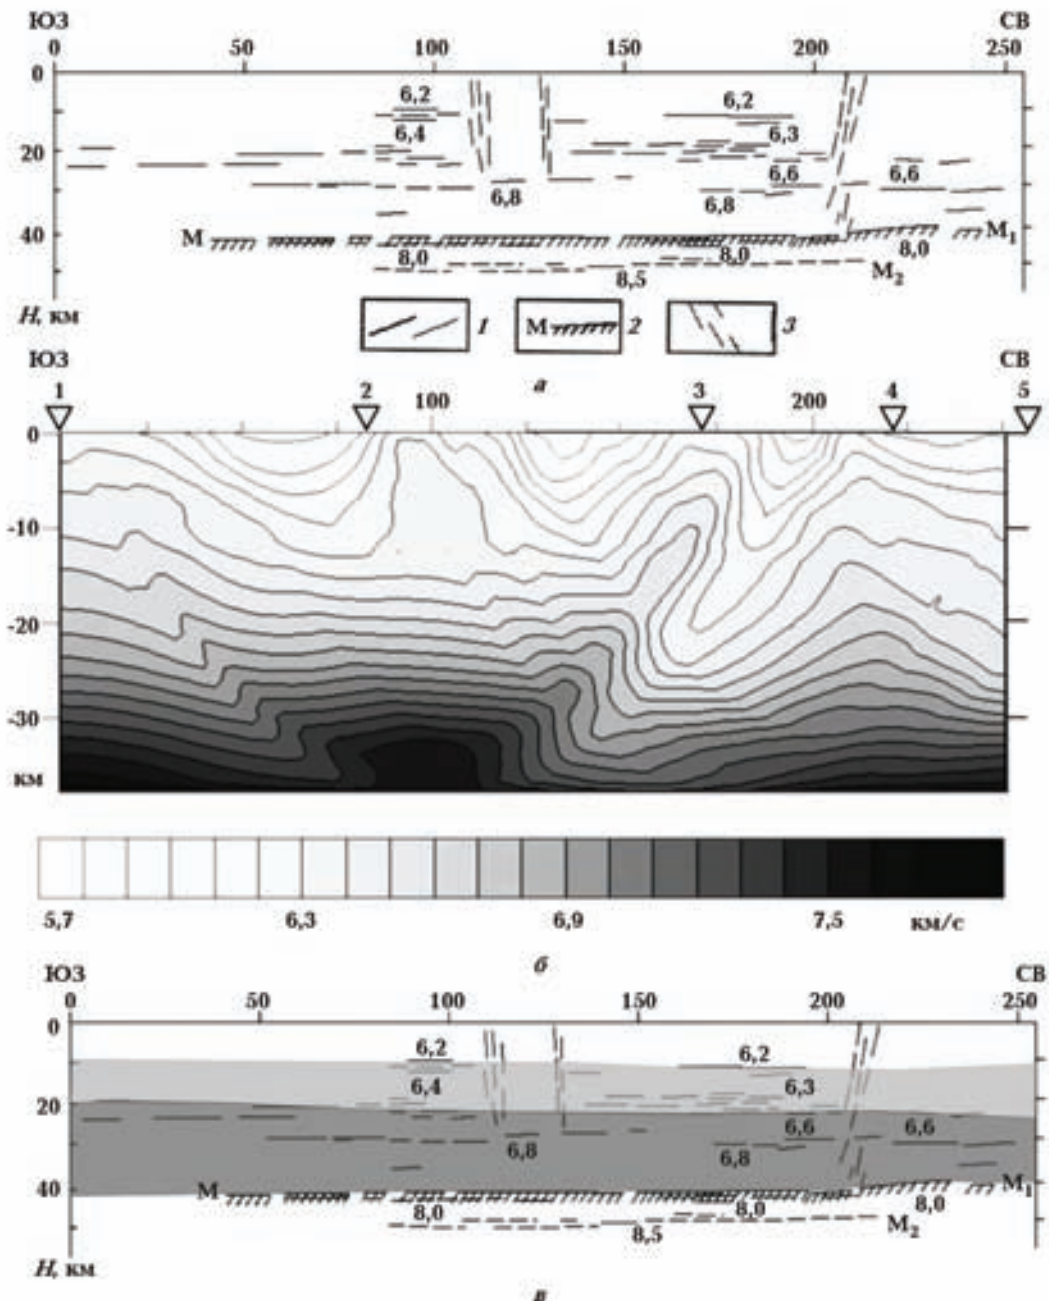 ЮЗ СВ
0 50 100 150 200 250
0
6,2 6,2
6,4 6,3
20
6,6 6,6
6,8 6,8
40 М М₁
8,0 8,0 8,0
8,5 М₂
Н, км
1 М 2 3
ЮЗ СВ
а
1 2 100 3 200 4 5
0
-10
-20
-30
км
5,7 6,3 6,9 7,5 км/с
б
ЮЗ СВ
0 50 100 150 200 250
0
6,2 6,2
6,4 6,3
20
6,6 6,6
6,8 6,8
40 М М₁
8,0 8,0 8,0
8,5 М₂
Н, км
в